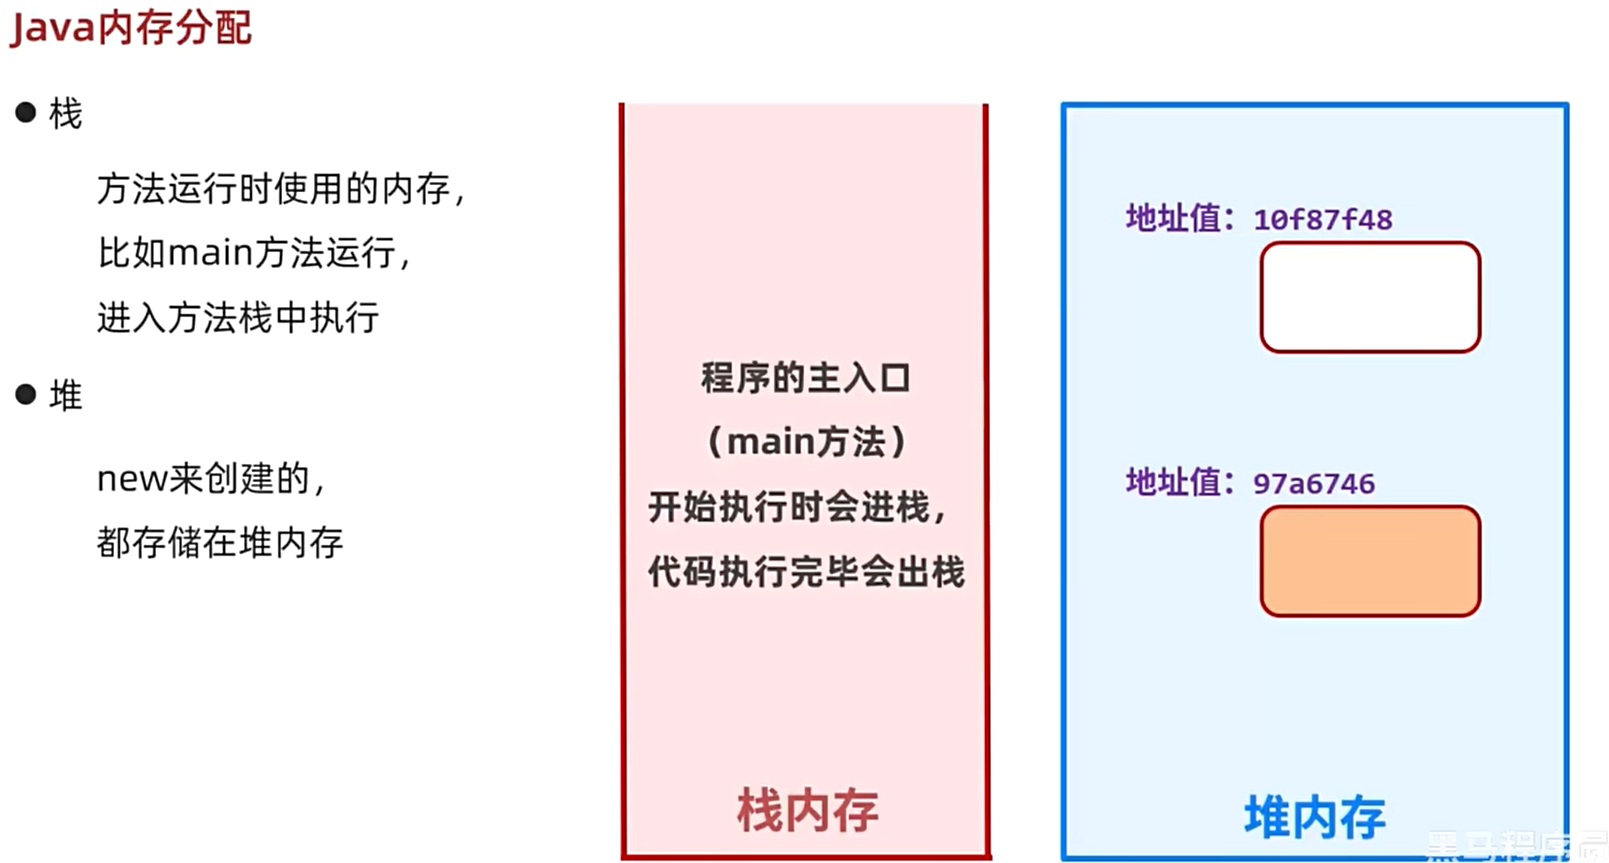 Java内存分配
● 栈
方法运行时使用的内存，
比如main方法运行，
进入方法栈中执行
● 堆
new来创建的，
都存储在堆内存
程序的主入口
（main方法）
开始执行时会进栈，
代码执行完毕会出栈
栈内存
地址值：10f87f48
地址值：97a6746
堆内存
黑马程序员